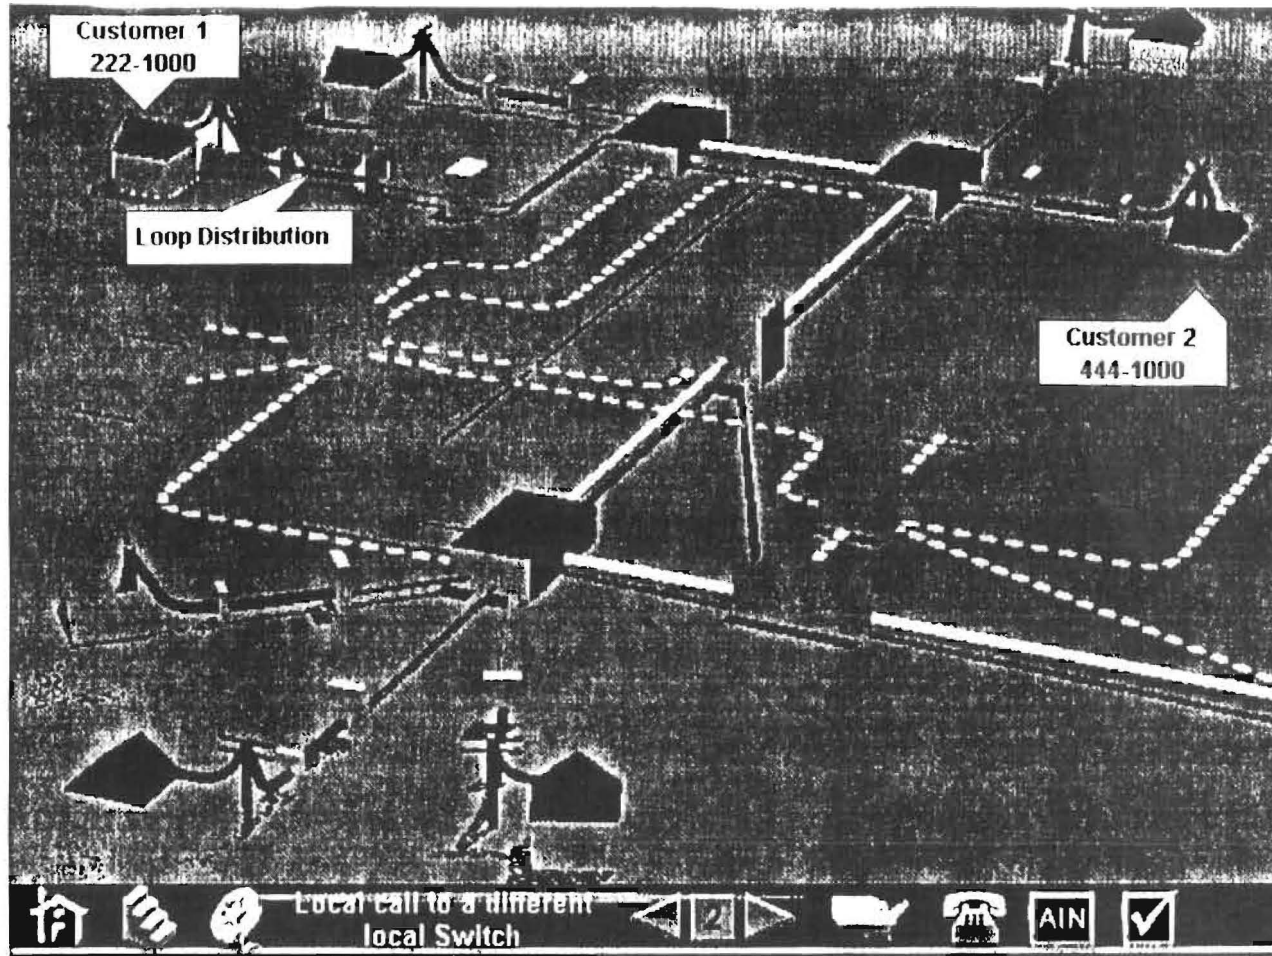 Customer 1
222-1000
Loop Distribution
Customer 2
444-1000
Local call to a different
local Switch
2
AIN